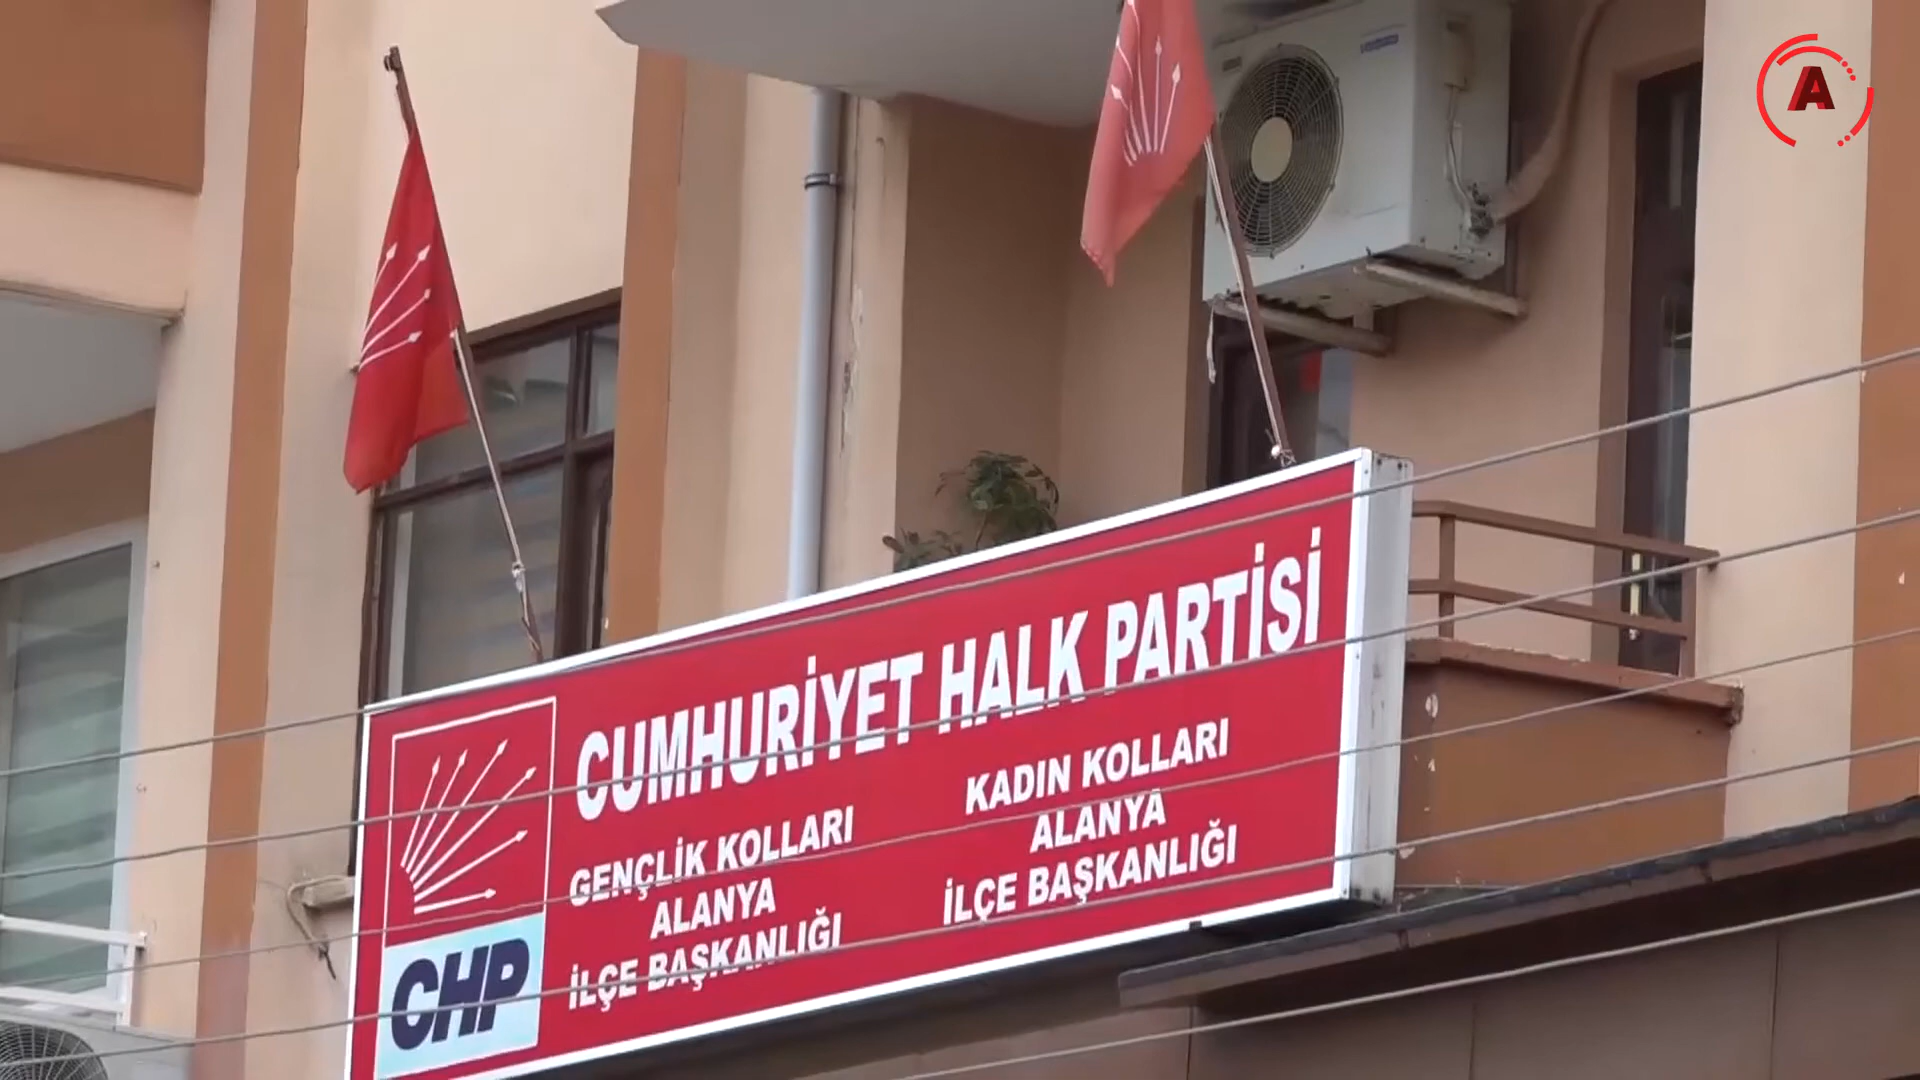 A
CUMHURİYET HALK PARTİSİ
GENÇLİK KOLLARI
ALANYA
İLÇE BAŞKANLIĞI
KADIN KOLLARI
ALANYA
İLÇE BAŞKANLIĞI
CHP